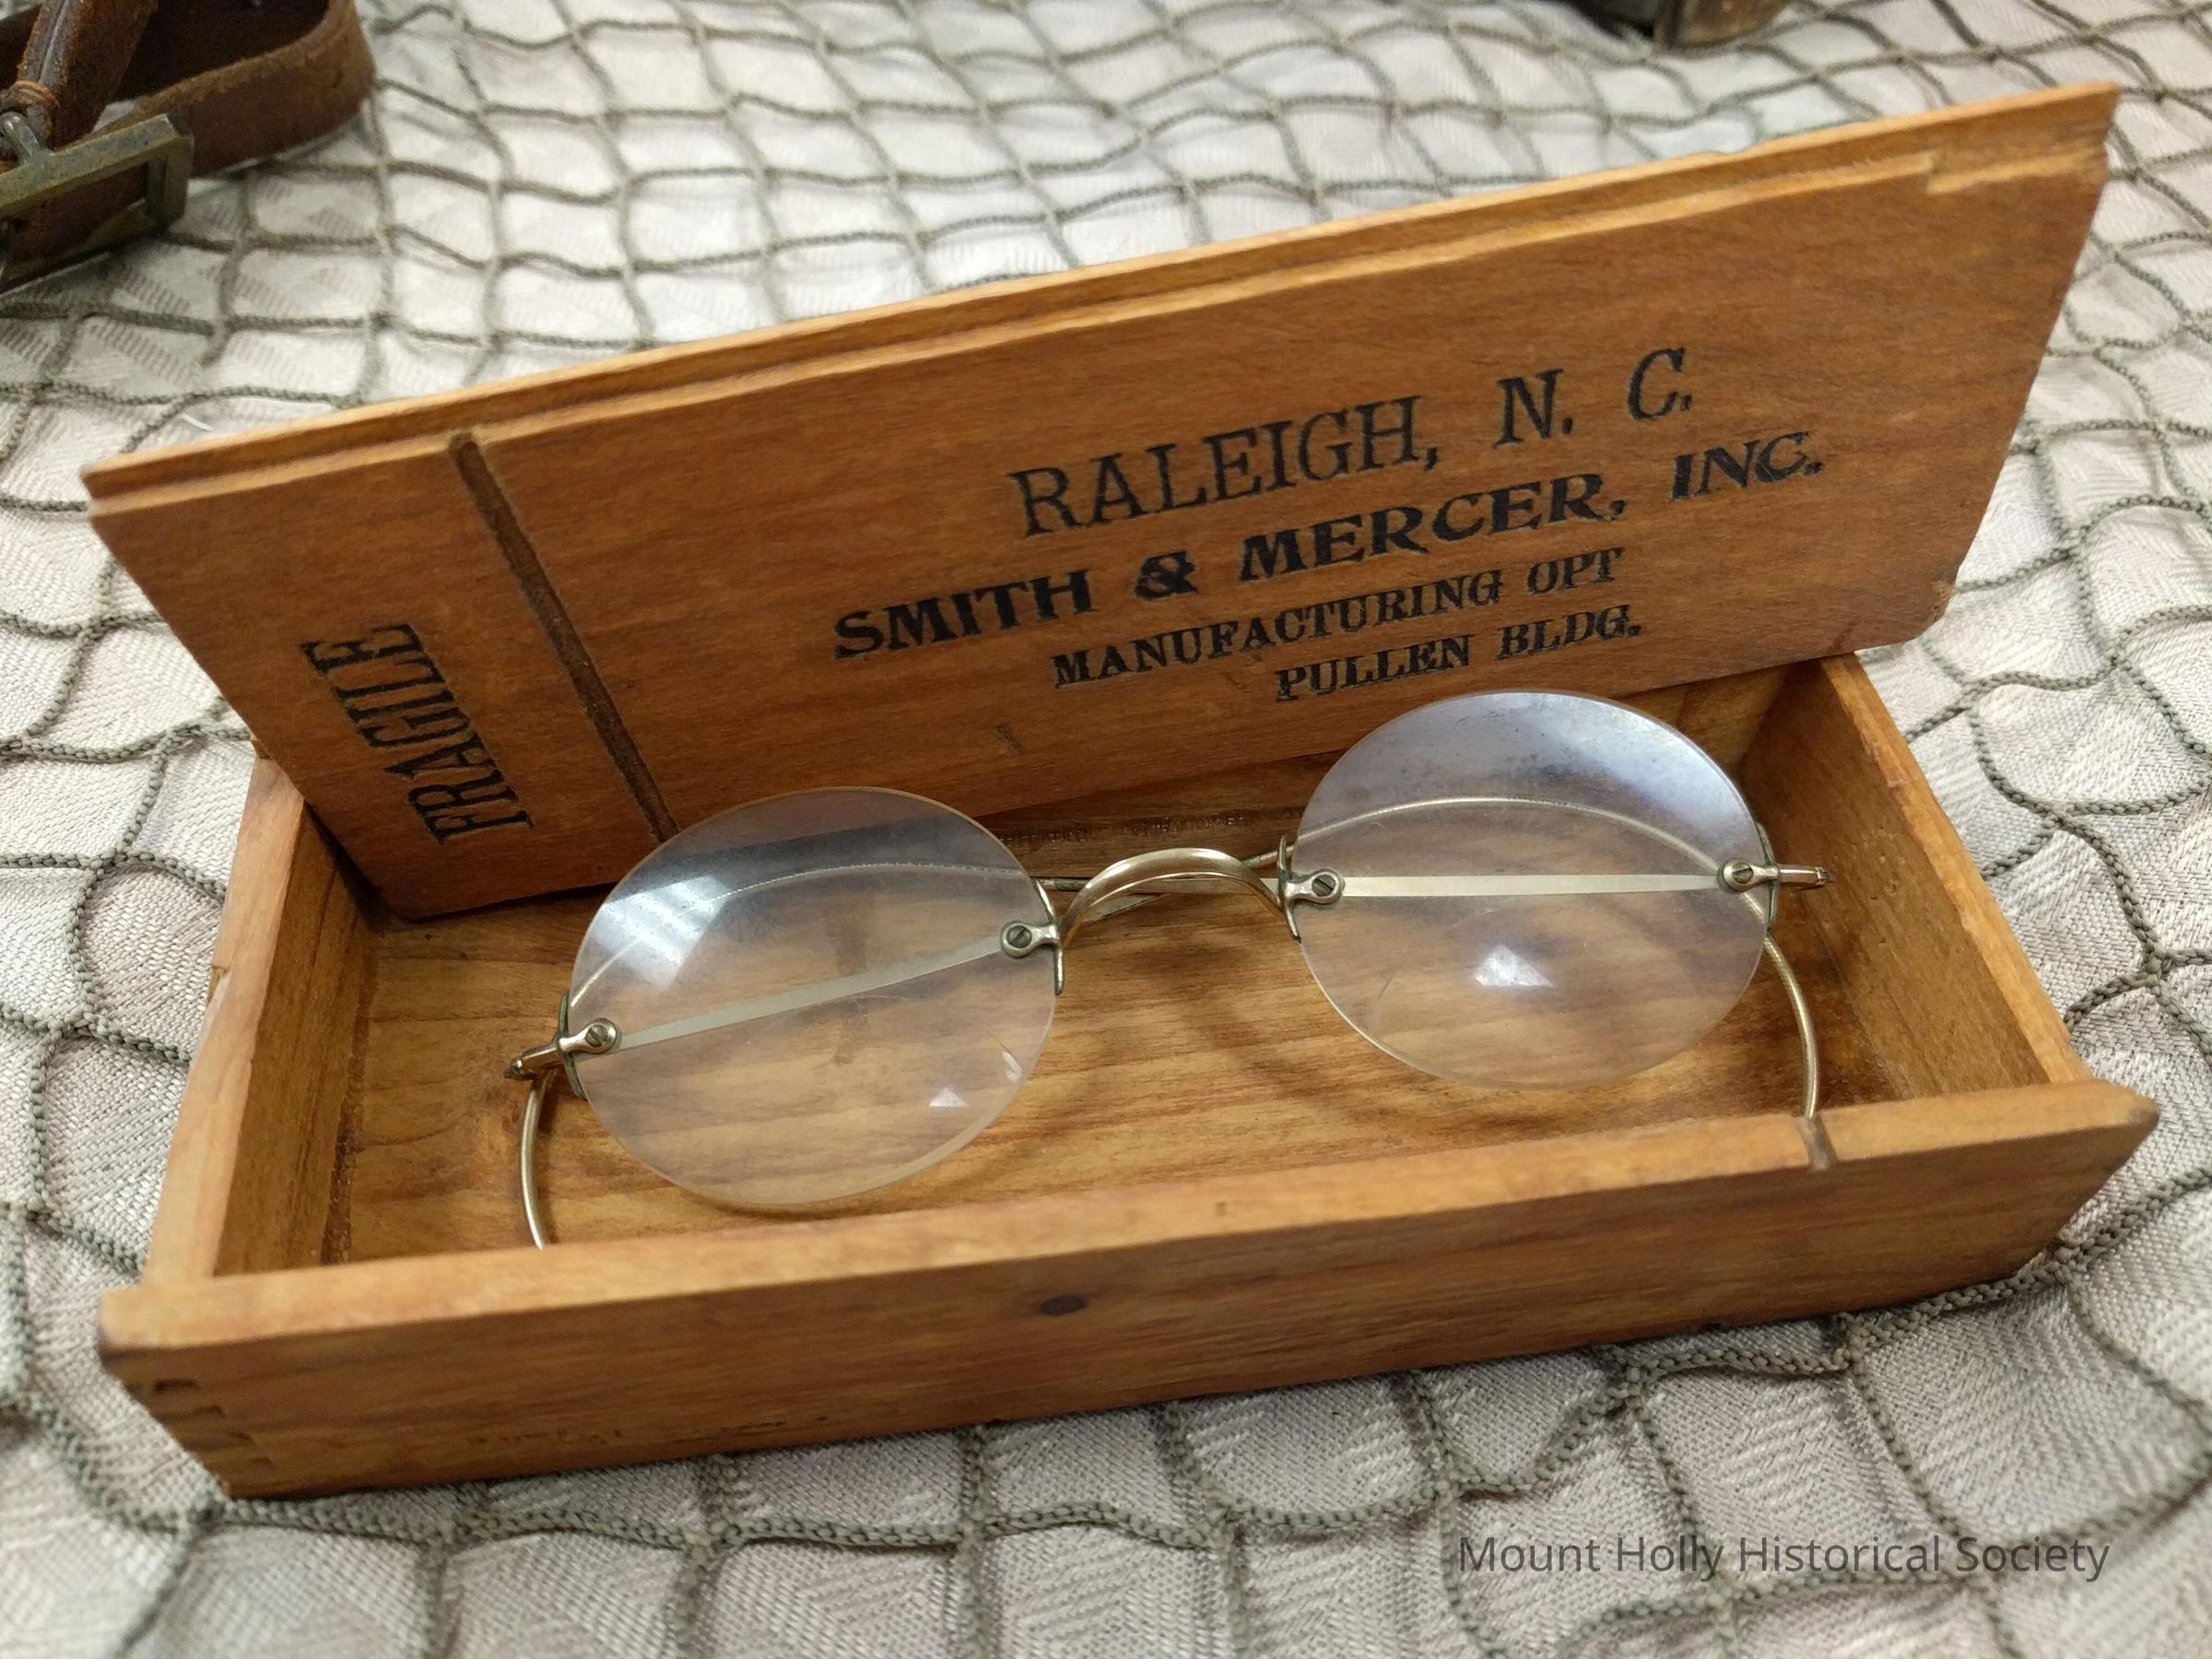 RALEIGH, N. C.
SMITH & MERCER, INC.
MANUFACTURING OPT
PULLEN BLDG.
FRAGILE
Mount Holly Historical Society